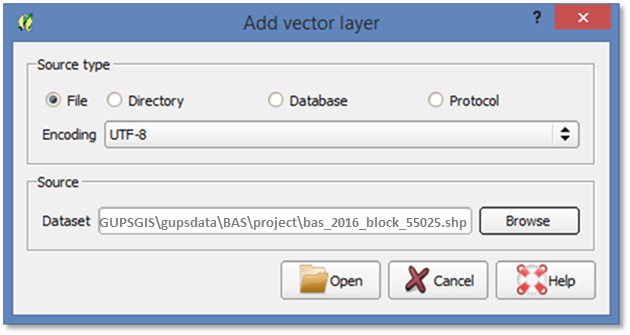 Add vector layer
?
Source type
File Directory Database Protocol
Encoding UTF-8
Source
Dataset GUPSGIS\gupsdata\BAS\project\bas_2016_block_55025.shp Browse
Open Cancel Help